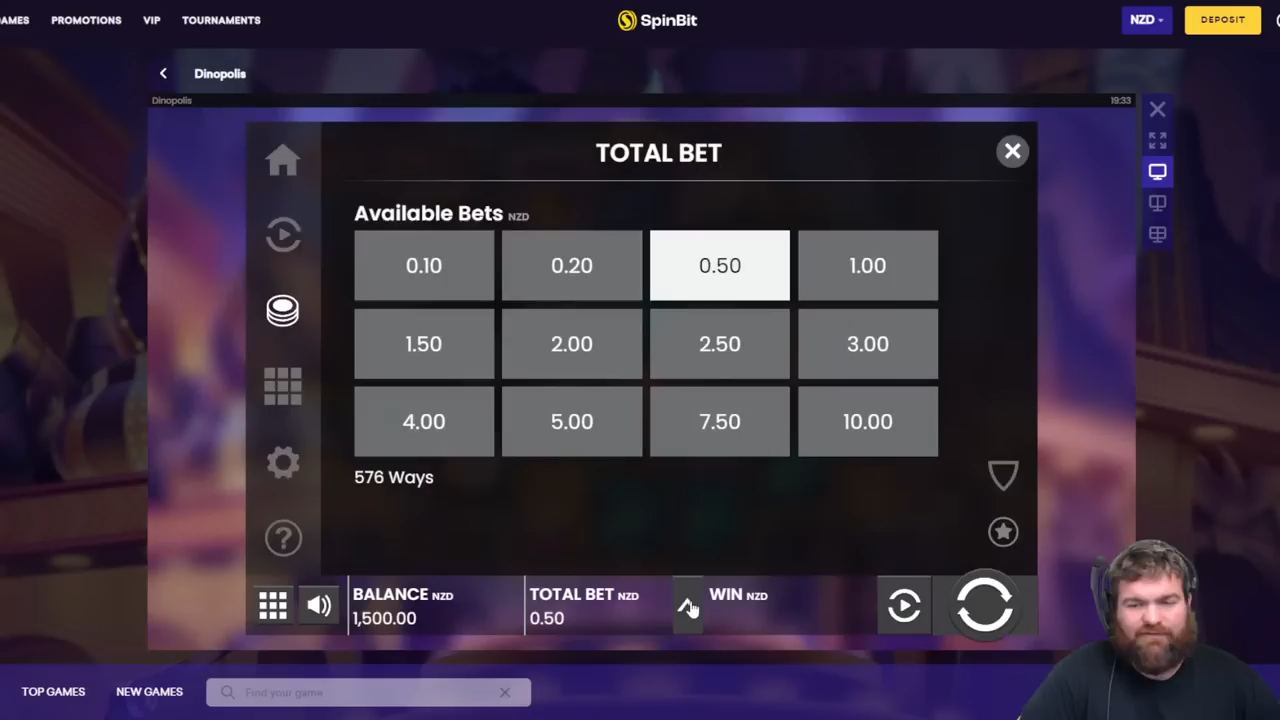 GAMES PROMOTIONS VIP TOURNAMENTS SpinBit NZD DEPOSIT
Dinopolis
Dinopolis 19:33
TOTAL BET
Available Bets NZD
0.10 0.20 0.50 1.00
1.50 2.00 2.50 3.00
4.00 5.00 7.50 10.00
576 Ways
BALANCE NZD TOTAL BET NZD WIN NZD
1,500.00 0.50
TOP GAMES NEW GAMES Find your game